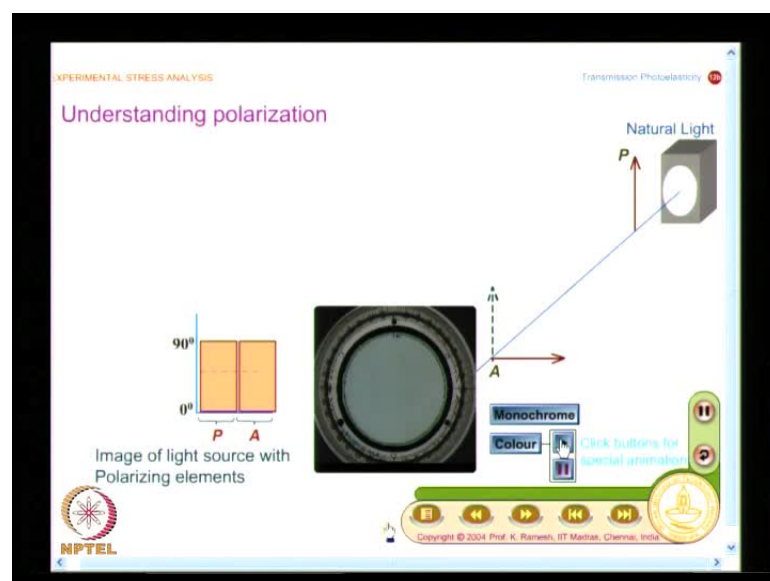 EXPERIMENTAL STRESS ANALYSIS
Transmission Photoelasticity 12b
Understanding polarization
Natural Light
P
A
90⁰
0⁰
P A
Image of light source with
Polarizing elements
Monochrome
Colour
Click buttons for
special animation
NPTEL
Copyright © 2004 Prof. K. Ramesh, IIT Madras, Chennai, India